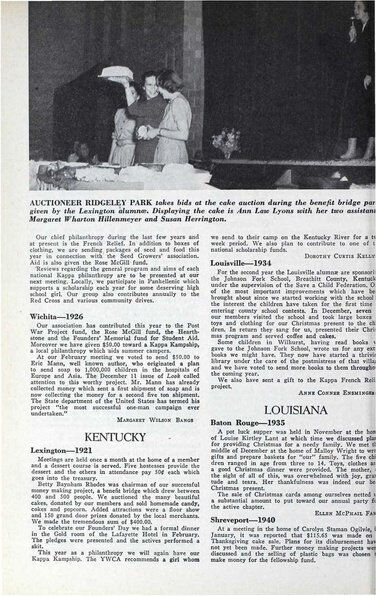 AUCTIONEER RIDGELEY PARK takes bids at the cake auction during the benefit bridge par
given by the Lexington alumnæ. Displaying the cake is Ann Law Lyons with her two assistan
Margaret Wharton Hillenmeyer and Susan Herrington.
Our chief philanthropy during the last few years and
at present is the French Relief. In addition to boxes of
clothing, we are sending packages of seed and food this
year in connection with the Seed Growers' association.
Aid is also given the Rose McGill fund.
Reviews regarding the general program and aims of each
national Kappa philanthropy are to be presented at our
next meeting. Locally, we participate in Panhellenic which
supports a scholarship each year for some deserving high
school girl. Our group also contributes annually to the
Red Cross and various community drives.
Wichita—1926
Our association has contributed this year to the Post
War Project fund, the Rose McGill fund, the Hearth-
stone and the Founders' Memorial fund for Student Aid.
Moreover we have given $50.00 toward a Kappa Kampship,
a local philanthropy which aids summer campers.
At our February meeting we voted to send $50.00 to
Eric Mann, well known author, who originated a plan
to send soap to 1,000,000 children in the hospitals of
Europe and Asia. The December 11 issue of Look called
attention to this worthy project. Mr. Mann has already
collected money which sent a first shipment of soap and is
now collecting money for a second five ton shipment.
The State department of the United States has termed his
project "the most successful one-man campaign ever
undertaken."
MARGARET WILSON BANGS
KENTUCKY
Lexington—1921
Meetings are held once a month at the home of a member
and a dessert course is served. Five hostesses provide the
dessert and the others in attendance pay 50¢ each which
goes into the treasury.
Betty Baynham Rhodes was chairman of our successful
money making project, a benefit bridge which drew between
400 and 500 people. We auctioned the many beautiful
cakes, donated by our members and sold homemade candy,
cokes and popcorn. Added attractions were a floor show
and 150 grand door prizes donated by the local merchants.
We made the tremendous sum of $400.00.
To celebrate our Founders' Day we had a formal dinner
in the Gold room of the Lafayette Hotel in February.
The pledges were presented and the actives performed a
skit.
This year as a philanthropy we will again have our
Kappa Kampship. The YWCA recommends a girl whom
we send to their camp on the Kentucky River for a t
week period. We also plan to contribute to one of t
national scholarship funds.
DOROTHY CURTIS KELLY
Louisville—1934
For the second year the Louisville alumnæ are sponsor
the Johnson Fork School, Breathitt County, Kentuck
under the supervision of the Save a Child Federation. O
of the most important improvements which have be
brought about since we started working with the school
the interest the children have taken for the first time
entering county school contests. In December, seven
our members visited the school and took large boxes
toys and clothing for our Christmas present to the ch
dren. In return they sang for us, presented their Chri
mas program and served coffee and cakes.
Some children in Wilhurst, having read books
gave to the Johnson Fork School, wrote us for any ext
books we might have. They now have started a thrivin
library under the care of the postmistress of that villa
and we have voted to send more books to them througho
the coming year.
We also have sent a gift to the Kappa French Reli
project.
ANNE CONNER ENSMINGER
LOUISIANA
Baton Rouge—1935
A pot luck supper was held in November at the hom
of Louise Kirtley Lant at which time we discussed plan
for providing Christmas for a needy family. We met t
middle of December at the home of Malloy Wright to wr
gifts and prepare baskets for "our" family. The five ch
dren ranged in age from three to 14. Toys, clothes a
a good Christmas dinner were provided. The mother,
the sight of all of this, was overwhelmed with joy, grat
tude and tears. Her thankfulness was indeed our be
Christmas present.
The sale of Christmas cards among ourselves netted
a substantial amount to put toward our annual party f
the active chapter.
ELLEN MCPHAIL FAN
Shreveport—1940
At a meeting in the home of Carolyn Staman Ogilvie, i
January, it was reported that $115.65 was made on
Thanksgiving cake sale. Plans for its disbursement hav
not yet been made. Further money making projects wer
discussed and the selling of plastic bags was chosen t
make money for the fellowship fund.